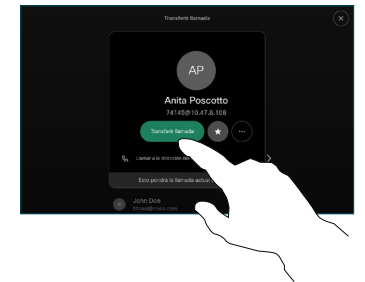 Transferir llamada
AP
Anita Poscotto
74145@10.47.8.108
Transferir llamada
Llamar a la dirección de
Esto pondrá la llamada actual
John Doe